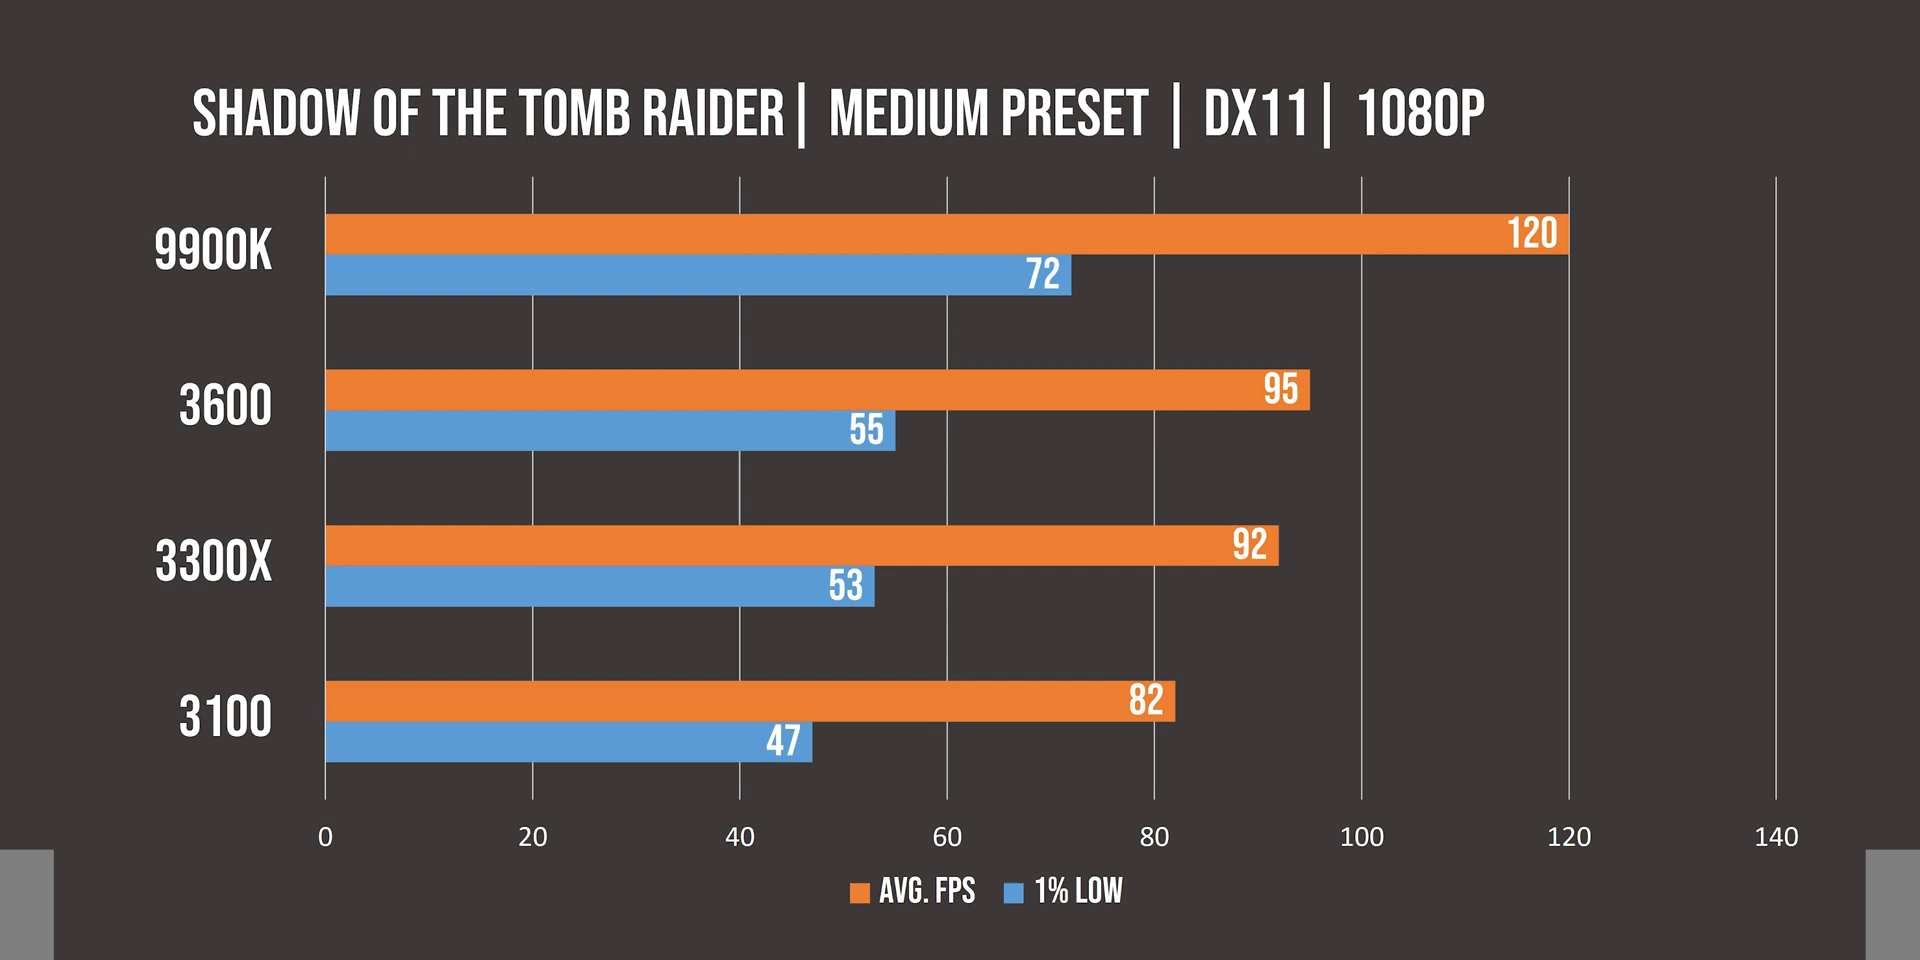 SHADOW OF THE TOMB RAIDER| MEDIUM PRESET | DX11| 1080P
9900K
120
72
3600
95
55
3300X
92
53
3100
82
47
0 20 40 60 80 100 120 140
AVG. FPS 1% LOW